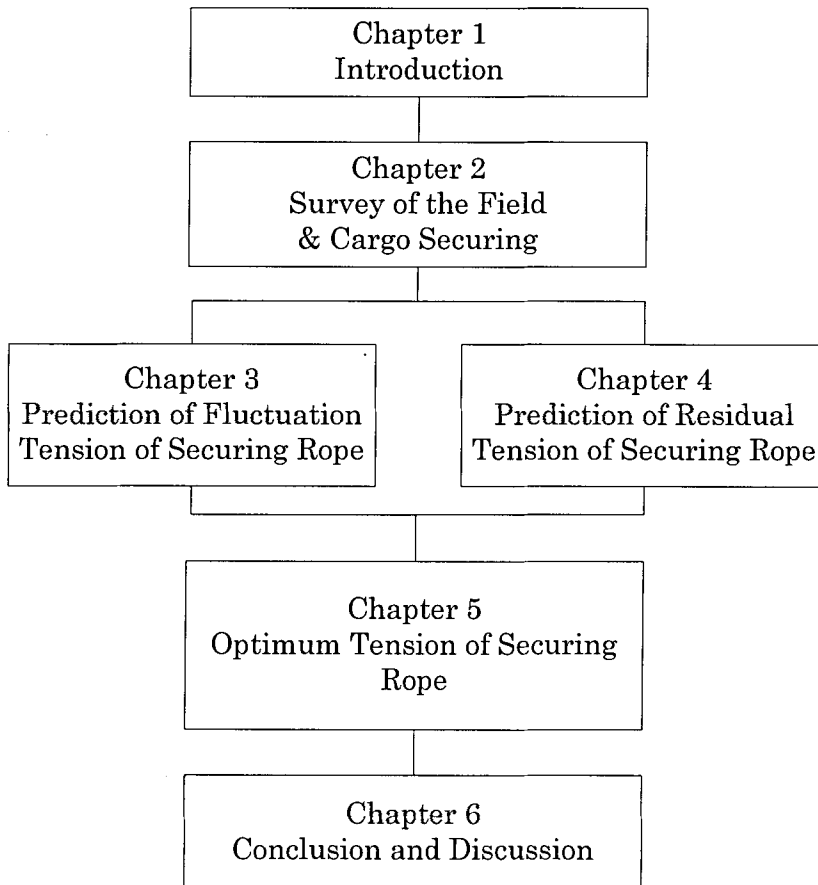 Chapter 1
Introduction
Chapter 2
Survey of the Field
& Cargo Securing
Chapter 3
Prediction of Fluctuation
Tension of Securing Rope
Chapter 4
Prediction of Residual
Tension of Securing Rope
Chapter 5
Optimum Tension of Securing
Rope
Chapter 6
Conclusion and Discussion